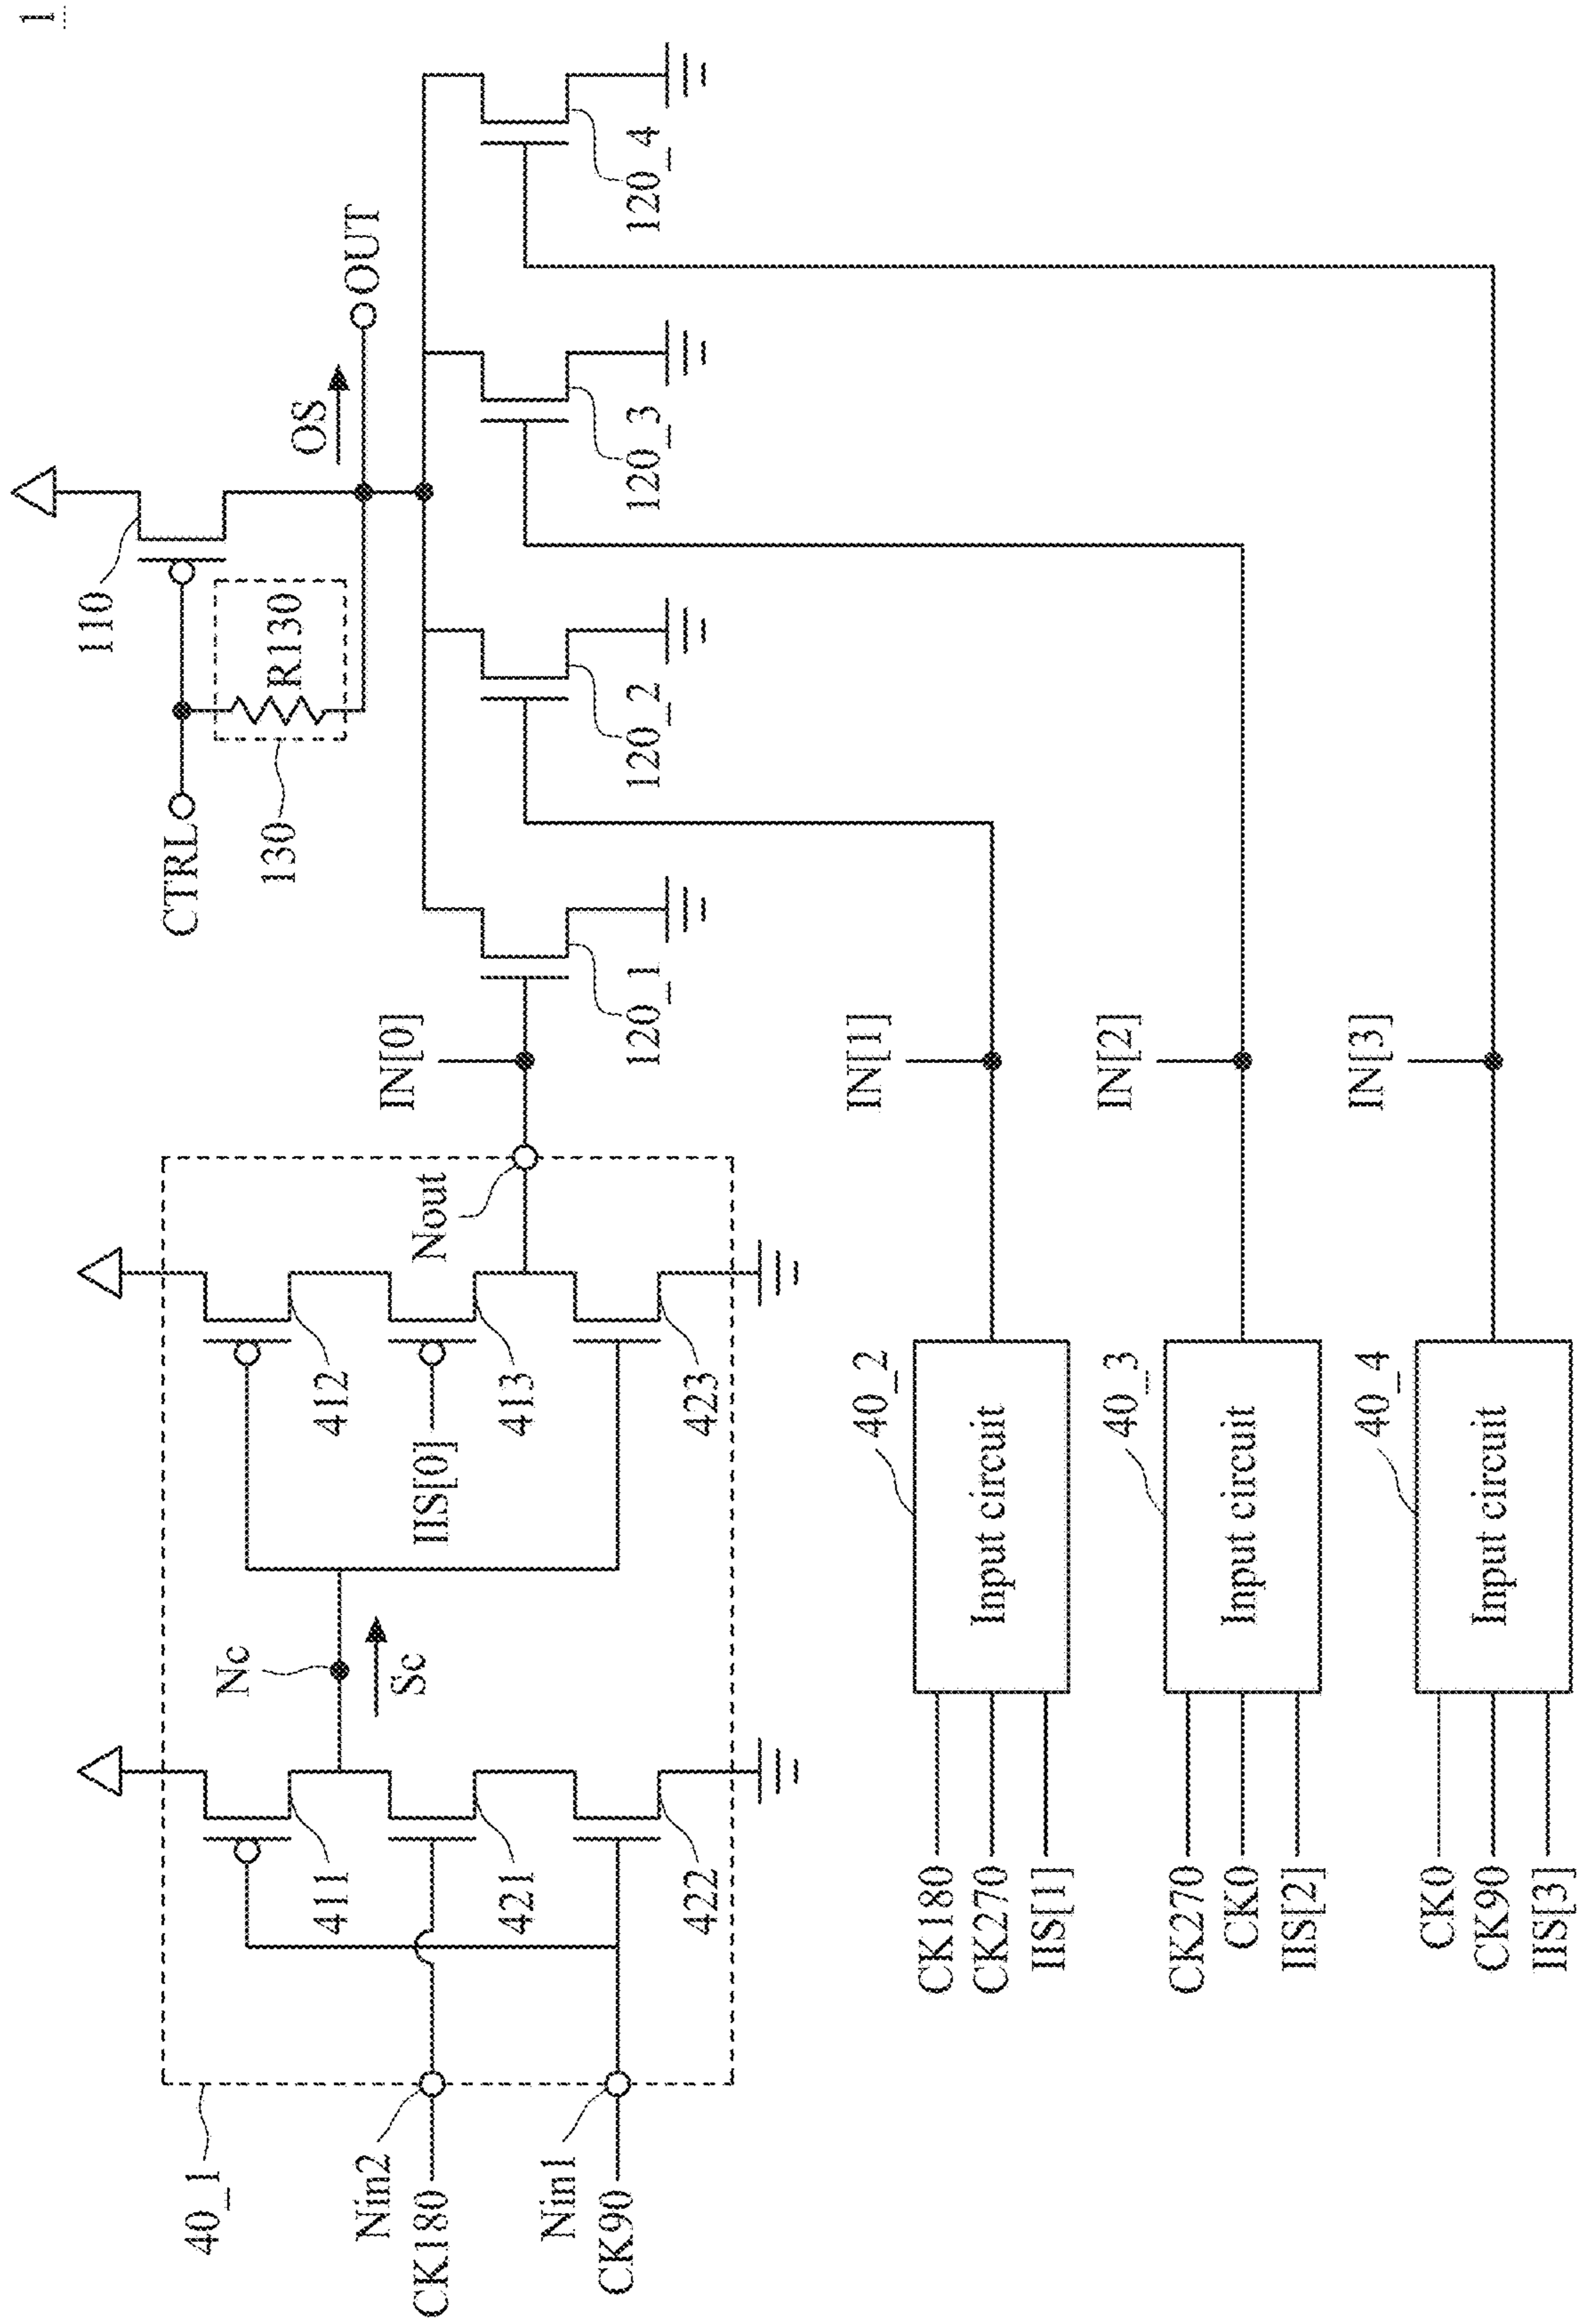 1
CTRL
110
130
R130
OS
OUT
40_1
Nin2
CK180
Nin1
CK90
411
421
422
Nc
Sc
412
IIS[0]
413
423
Nout
IN[0]
120_1
120_2
120_3
120_4
CK180
CK270
IIS[1]
40_2
Input circuit
IN[1]
CK270
CK0
IIS[2]
40_3
Input circuit
IN[2]
CK0
CK90
IIS[3]
40_4
Input circuit
IN[3]